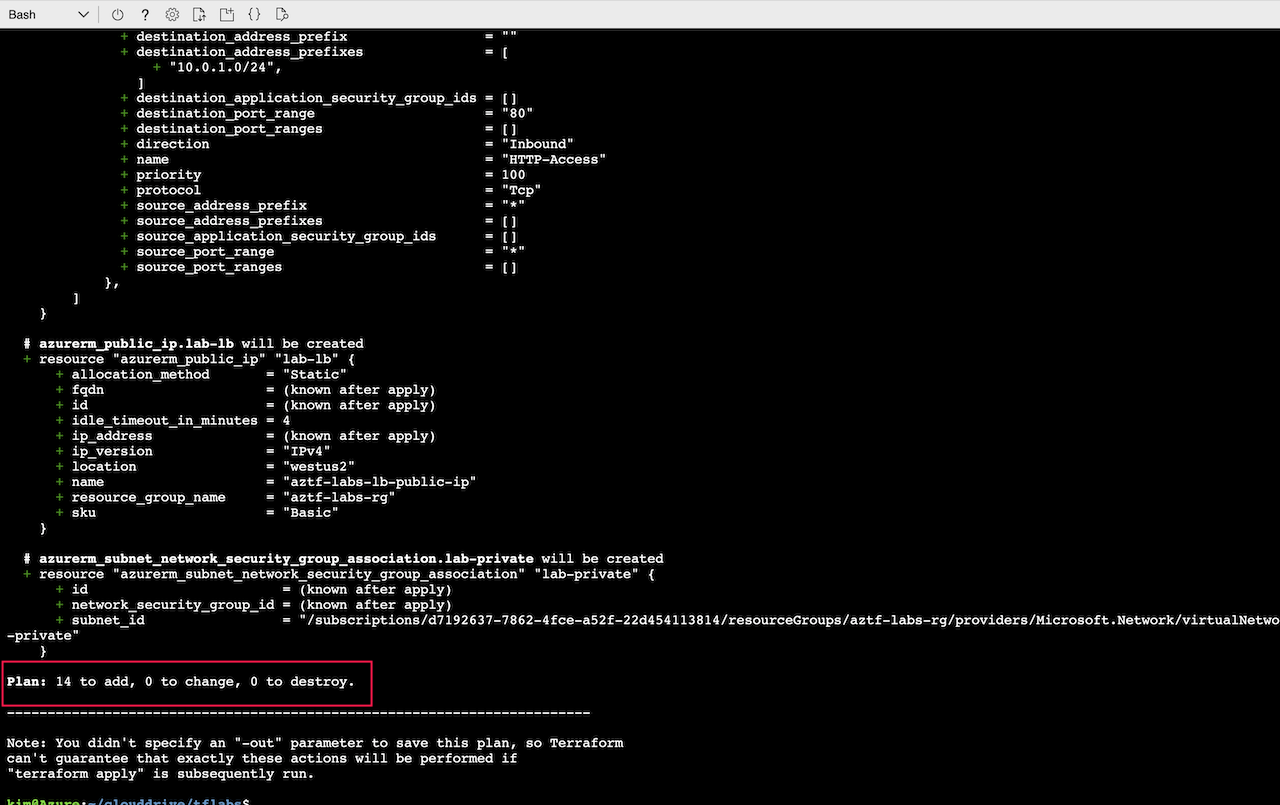 Bash
+ destination_address_prefix = ""
+ destination_address_prefixes = [
+ "10.0.1.0/24",
]
+ destination_application_security_group_ids = []
+ destination_port_range = "80"
+ destination_port_ranges = []
+ direction = "Inbound"
+ name = "HTTP-Access"
+ priority = 100
+ protocol = "Tcp"
+ source_address_prefix = "*"
+ source_address_prefixes = []
+ source_application_security_group_ids = []
+ source_port_range = "*"
+ source_port_ranges = []
},
]
}
# azurerm_public_ip.lab-lb will be created
+ resource "azurerm_public_ip" "lab-lb" {
+ allocation_method = "Static"
+ fqdn = (known after apply)
+ id = (known after apply)
+ idle_timeout_in_minutes = 4
+ ip_address = (known after apply)
+ ip_version = "IPv4"
+ location = "westus2"
+ name = "aztf-labs-lb-public-ip"
+ resource_group_name = "aztf-labs-rg"
+ sku = "Basic"
}
# azurerm_subnet_network_security_group_association.lab-private will be created
+ resource "azurerm_subnet_network_security_group_association" "lab-private" {
+ id = (known after apply)
+ network_security_group_id = (known after apply)
+ subnet_id = "/subscriptions/d7192637-7862-4fce-a52f-22d454113814/resourceGroups/aztf-labs-rg/providers/Microsoft.Network/virtualNetwo
-private"
}
Plan: 14 to add, 0 to change, 0 to destroy.
------------------------------------------------------------------------
Note: You didn't specify an "-out" parameter to save this plan, so Terraform
can't guarantee that exactly these actions will be performed if
"terraform apply" is subsequently run.
kim@Azure:~/clouddrive/tflabs$